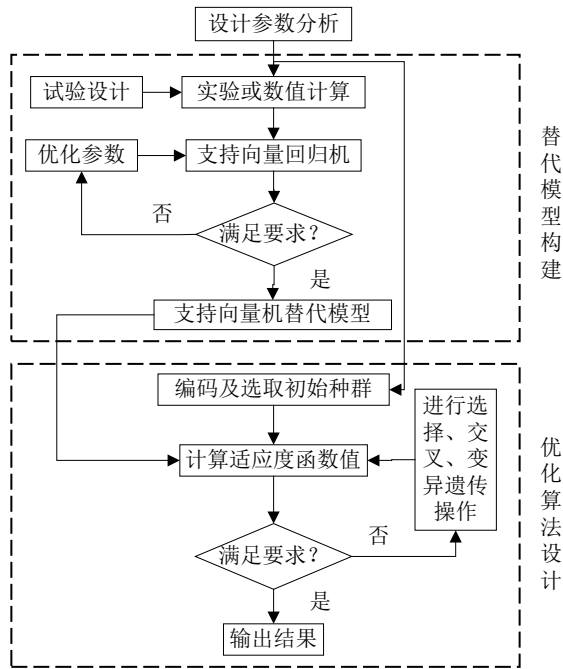 设计参数分析
试验设计
实验或数值计算
优化参数
支持向量回归机
否
满足要求？
是
支持向量机替代模型
替
代
模
型
构
建
编码及选取初始种群
进行选
择、交
叉、变
异遗传
操作
计算适应度函数值
满足要求？
否
是
输出结果
优
化
算
法
设
计